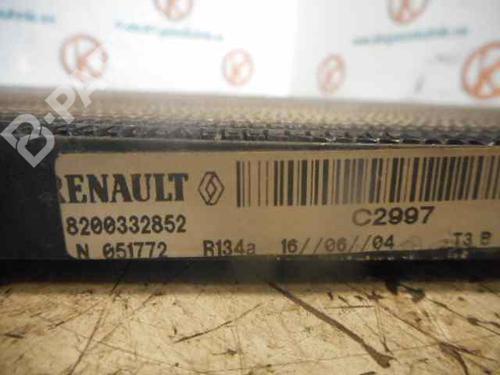 RENAULT
8200332852
C2997
N 051772 R134a 16//06//04 T3 B